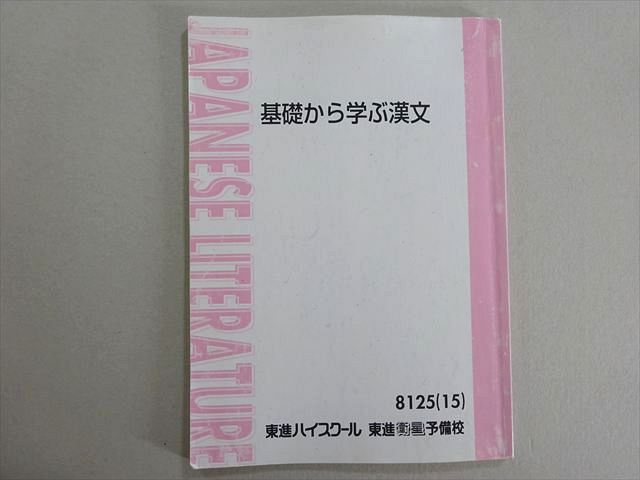 JAPANESE LITERATURE
基礎から学ぶ漢文
8125(15)
東進ハイスクール 東進衛星予備校